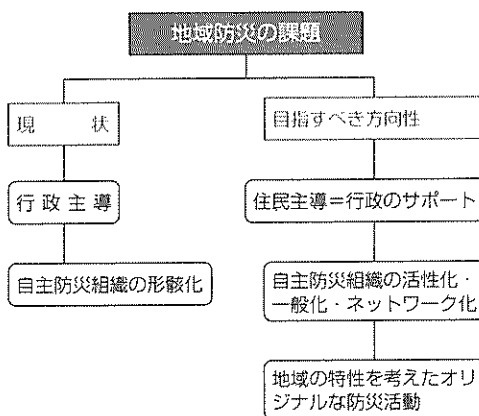 地域防災の課題
現状
目指すべき方向性
行政主導
住民主導＝行政のサポート
自主防災組織の形骸化
自主防災組織の活性化・
一般化・ネットワーク化
地域の特性を考えたオリ
ジナルな防災活動